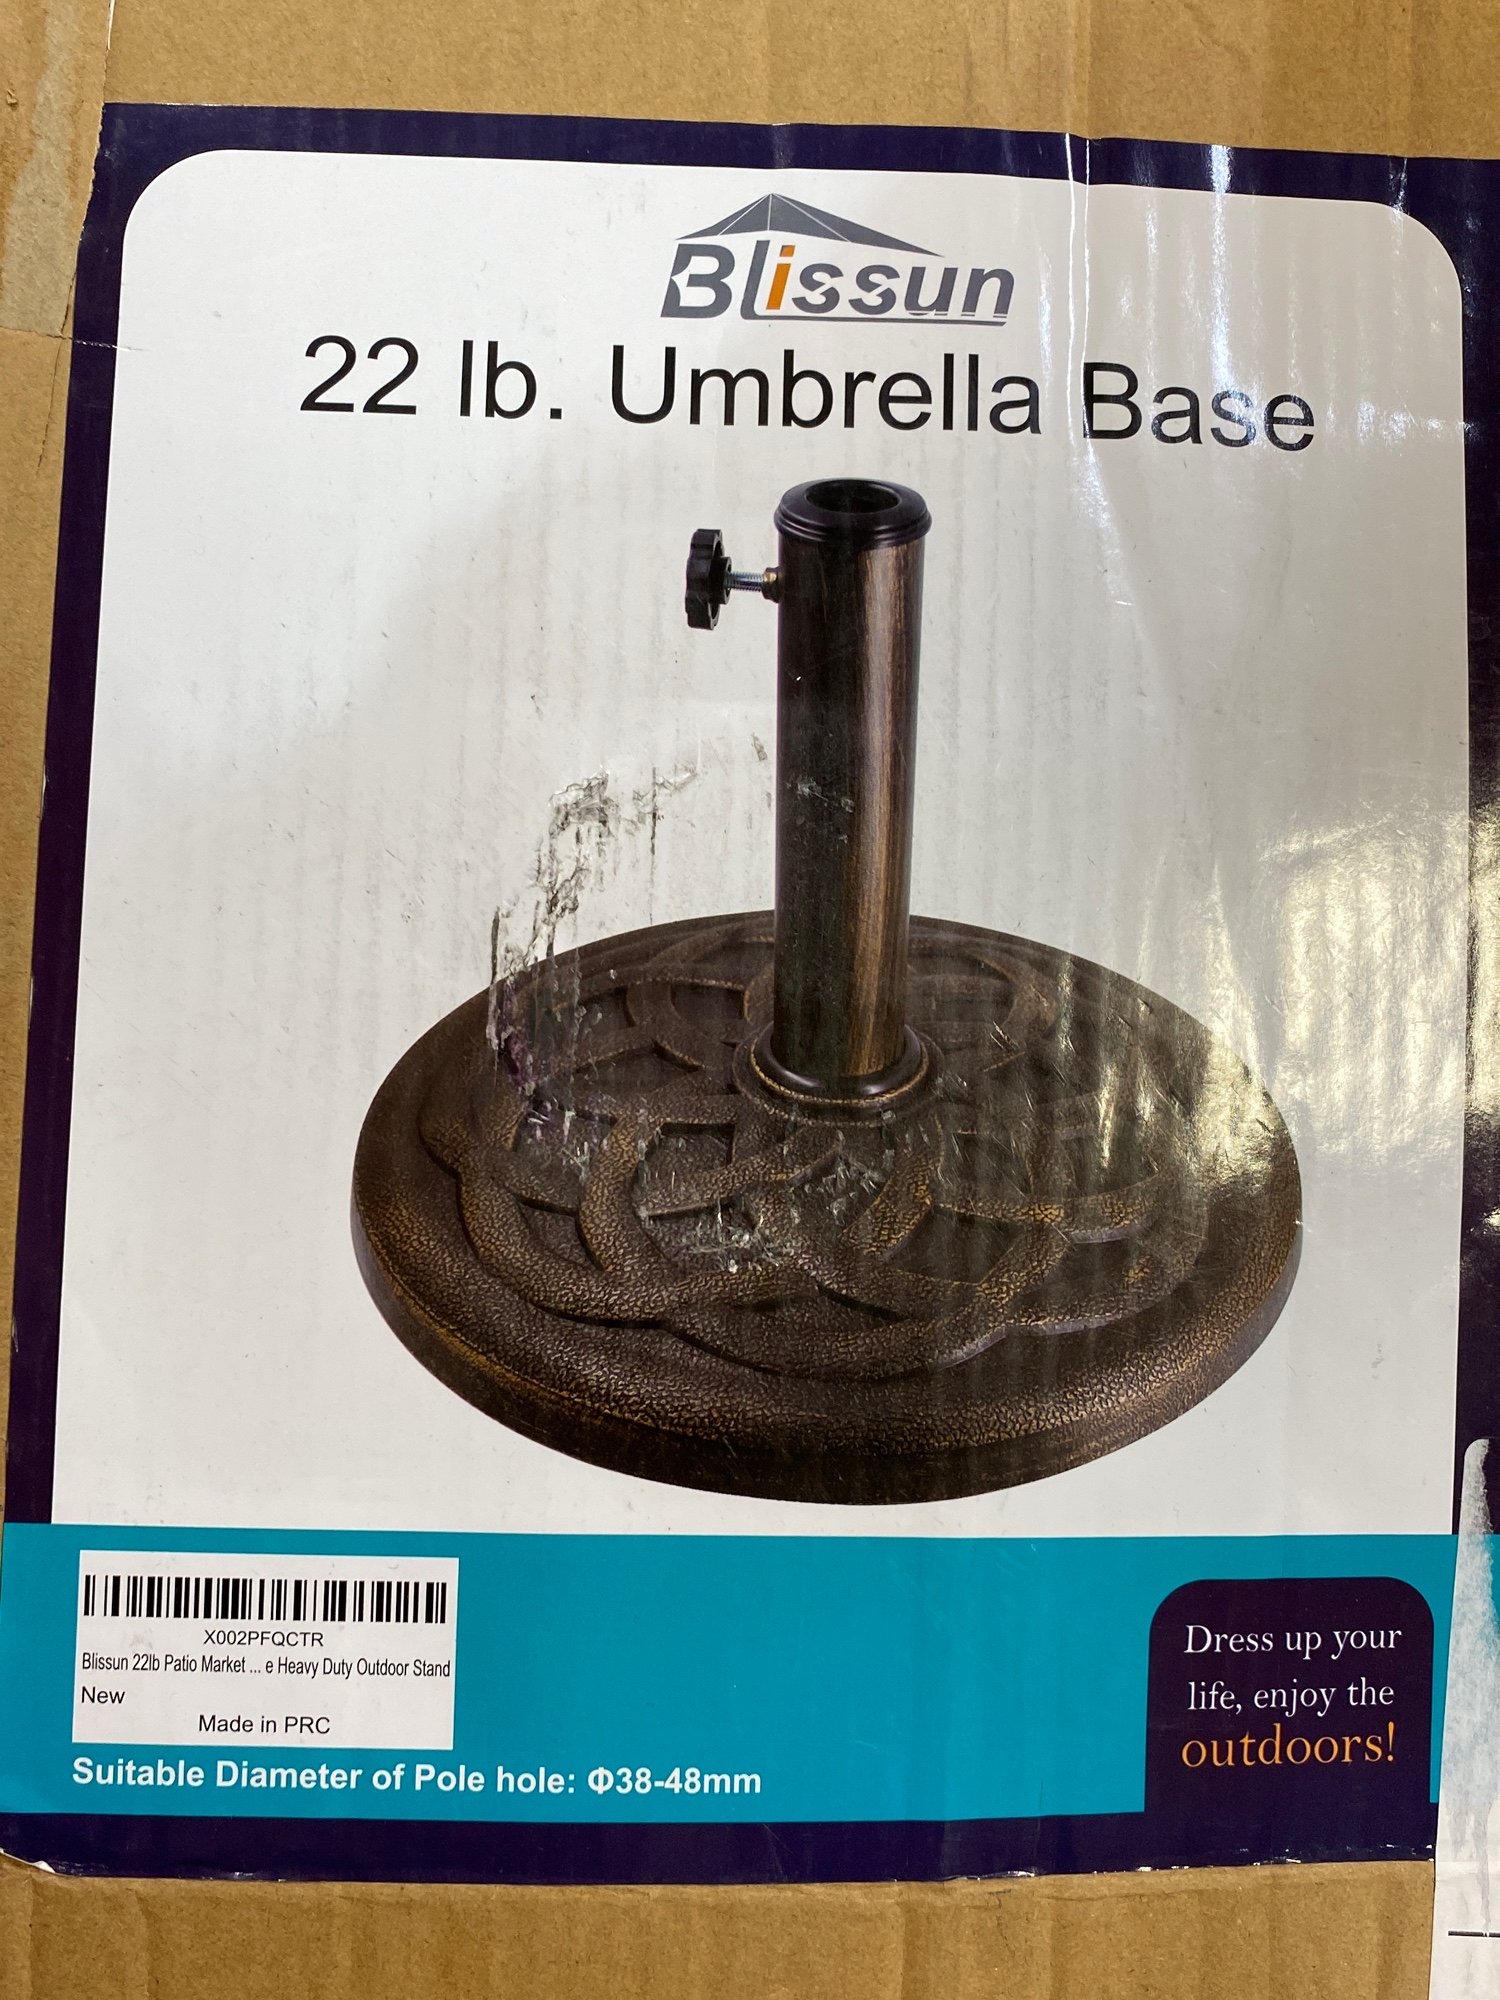 Blissun
22 lb. Umbrella Base
X002PFQCTR
Blissun 22lb Patio Market ... e Heavy Duty Outdoor Stand
New
Made in PRC
Suitable Diameter of Pole hole: Φ38-48mm
Dress up your
life, enjoy the
outdoors!